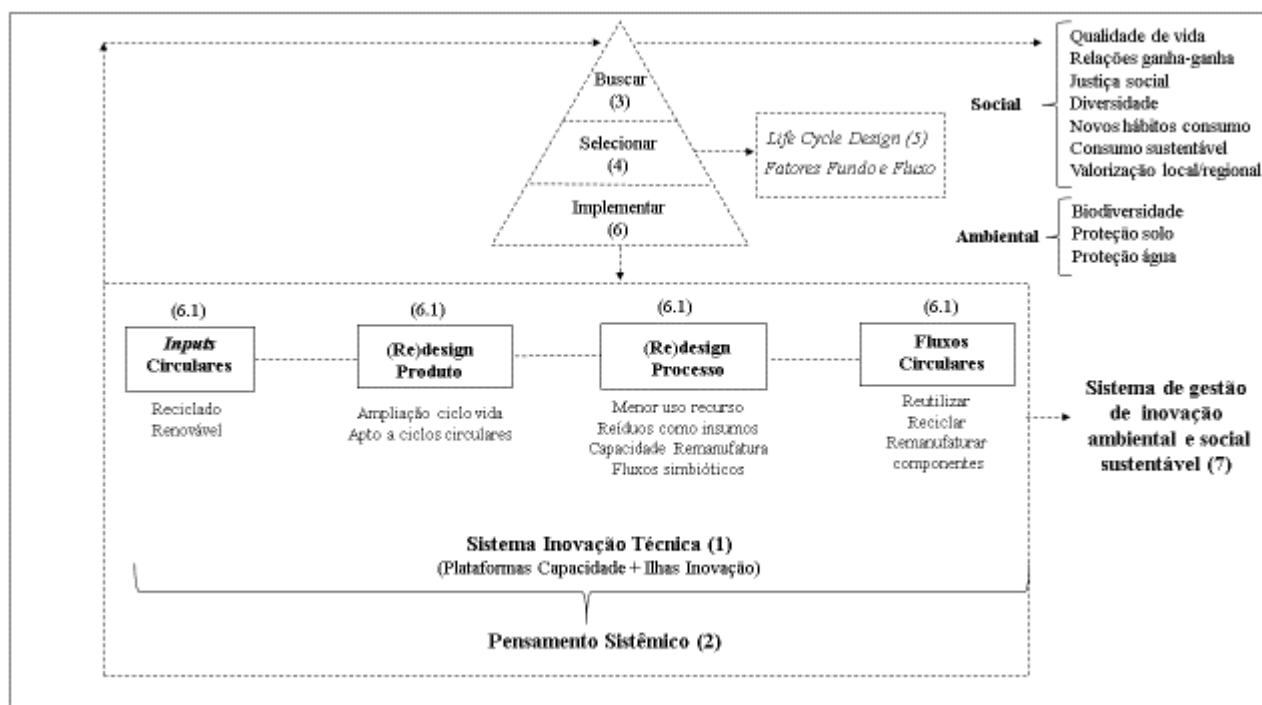 Qualidade de vida
Relações ganha-ganha
Justiça social
Social
Diversidade
Novos hábitos consumo
Consumo sustentável
Valorização local/regional
Buscar
(3)
Selecionar
(4)
Implementar
(6)
Life Cycle Design (5)
Fatores Fundo e Fluxo
Ambiental
Biodiversidade
Proteção solo
Proteção água
(6.1)
Inputs
Circulares
Reciclado
Renovável
(6.1)
(Re)design
Produto
Ampliação ciclo vida
Apto a ciclos circulares
(6.1)
(Re)design
Processo
Menor uso recurso
Reíduos como insumos
Capacidade Remanufatura
Fluxos simbióticos
(6.1)
Fluxos
Circulares
Reutilizar
Reciclar
Remanufaturar
componentes
Sistema de gestão
de inovação
ambiental e social
sustentável (7)
Sistema Inovação Técnica (1)
(Plataformas Capacidade + Ilhas Inovação)
Pensamento Sistêmico (2)